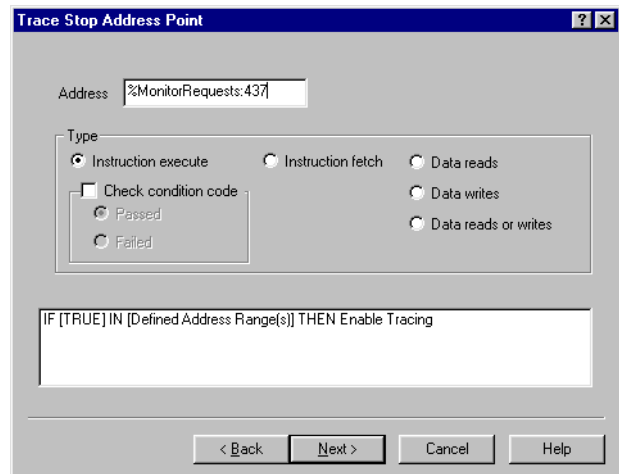 Trace Stop Address Point
Address %MonitorRequests:437
Type
Instruction execute Instruction fetch Data reads
Check condition code Data writes
Passed Data reads or writes
Failed
IF [TRUE] IN [Defined Address Range(s)] THEN Enable Tracing
< Back Next > Cancel Help